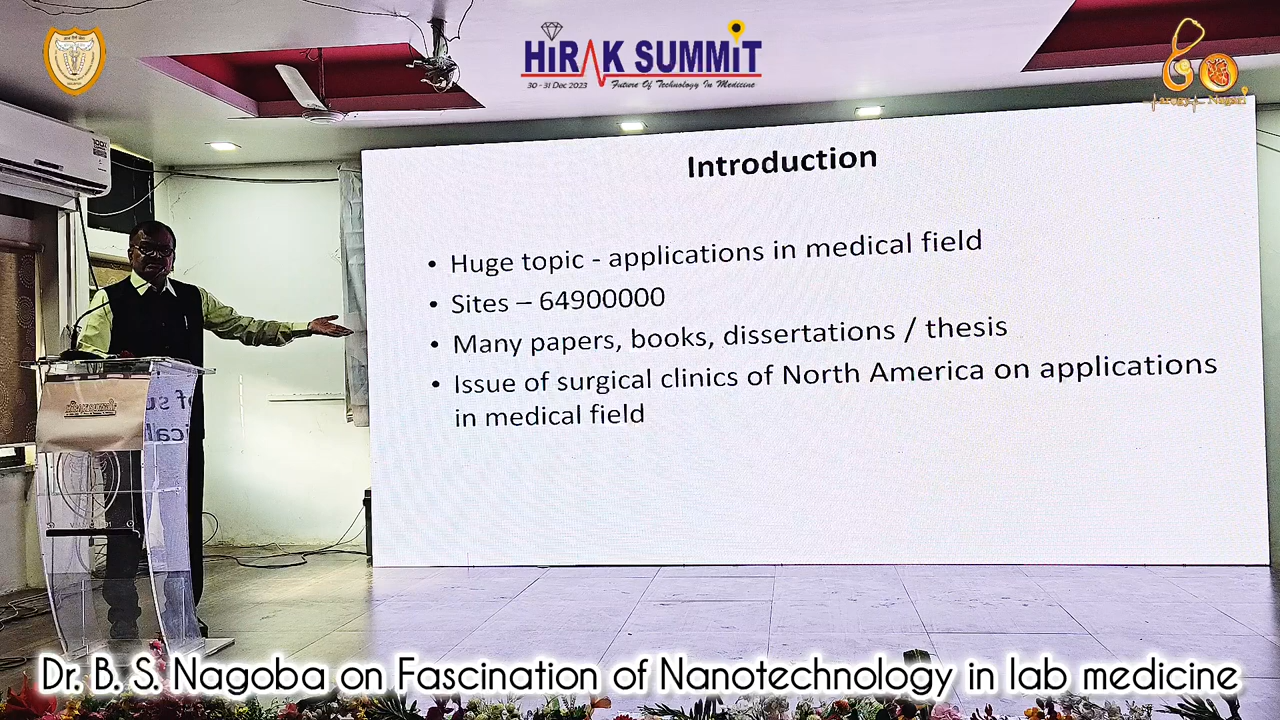 HiRAK SUMMiT
30 - 31 Dec 2023 Future Of Technology In Medicine
Introduction
• Huge topic - applications in medical field
• Sites – 64900000
• Many papers, books, dissertations / thesis
• Issue of surgical clinics of North America on applications
in medical field
HiRAK SUMMiT
Dr. B. S. Nagoba on Fascination of Nanotechnology in lab medicine